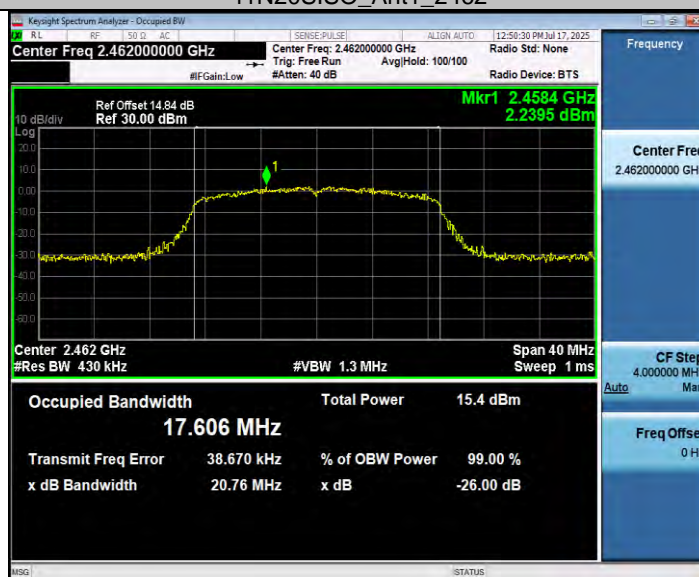 11N20SISO_Ant1_2462
Keysight Spectrum Analyzer - Occupied BW
RL RF 50 Ω AC SENSE:PULSE ALIGN AUTO 12:50:30 PM Jul 17, 2025
Center Freq 2.462000000 GHz
Center Freq: 2.462000000 GHz
Radio Std: None
Trig: Free Run Avg|Hold: 100/100
#IFGain:Low #Atten: 40 dB Radio Device: BTS
Frequency
Ref Offset 14.84 dB
Mkr1 2.4584 GHz
10 dB/div Ref 30.00 dBm
2.2395 dBm
Log
20.0
10.0
0.00
-10.0
-20.0
-30.0
-40.0
-50.0
-60.0
1
Center Fre
2.462000000 GH
Center 2.462 GHz Span 40 MHz
#Res BW 430 kHz #VBW 1.3 MHz Sweep 1 ms
CF Step
4.000000 MH
Auto Ma
Occupied Bandwidth Total Power 15.4 dBm
17.606 MHz
Freq Offse
0 H
Transmit Freq Error 38.670 kHz % of OBW Power 99.00 %
x dB Bandwidth 20.76 MHz x dB -26.00 dB
MSG STATUS